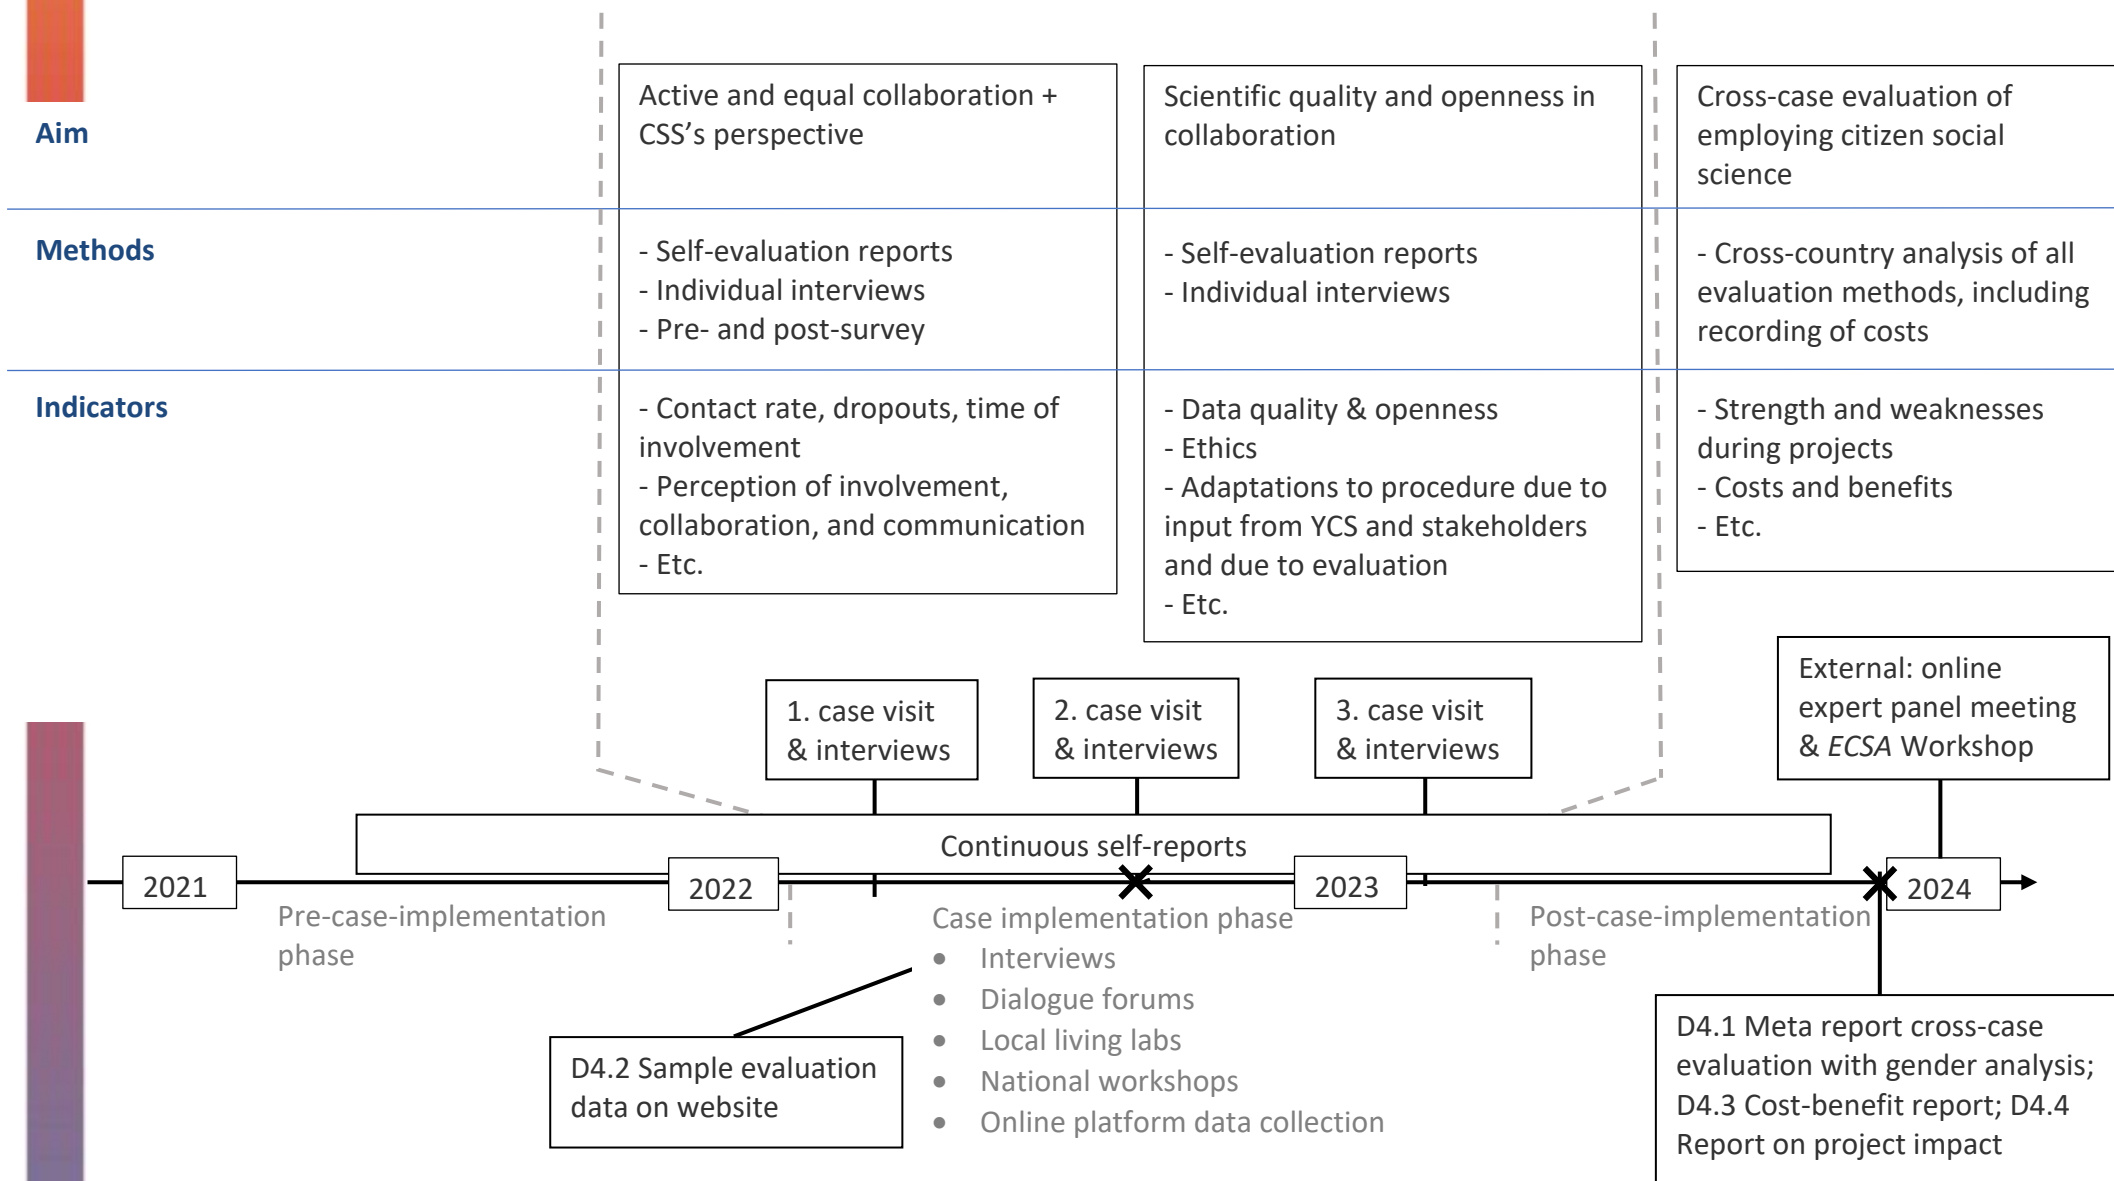 Aim
Active and equal collaboration +
CSS’s perspective
Scientific quality and openness in
collaboration
Cross-case evaluation of
employing citizen social
science
Methods
- Self-evaluation reports
- Individual interviews
- Pre- and post-survey
- Self-evaluation reports
- Individual interviews
- Cross-country analysis of all
evaluation methods, including
recording of costs
Indicators
- Contact rate, dropouts, time of
involvement
- Perception of involvement,
collaboration, and communication
- Etc.
- Data quality & openness
- Ethics
- Adaptations to procedure due to
input from YCS and stakeholders
and due to evaluation
- Etc.
- Strength and weaknesses
during projects
- Costs and benefits
- Etc.
1. case visit
& interviews
2. case visit
& interviews
3. case visit
& interviews
External: online
expert panel meeting
& ECSA Workshop
Continuous self-reports
2021
2022
2023
2024
Pre-case-implementation
phase
Case implementation phase
• Interviews
• Dialogue forums
• Local living labs
• National workshops
• Online platform data collection
Post-case-implementation
phase
D4.2 Sample evaluation
data on website
D4.1 Meta report cross-case
evaluation with gender analysis;
D4.3 Cost-benefit report; D4.4
Report on project impact